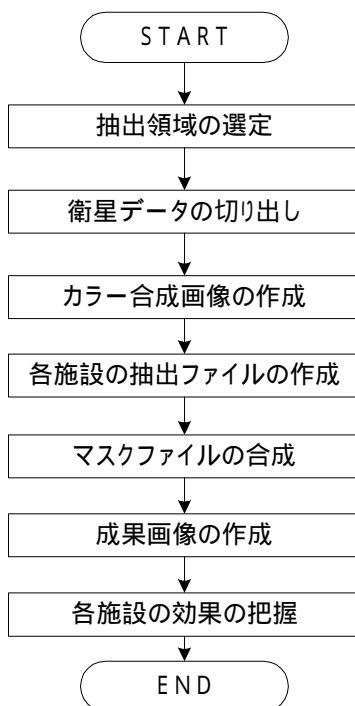 START
抽出領域の選定
衛星データの切り出し
カラー合成画像の作成
各施設の抽出ファイルの作成
マスクファイルの合成
成果画像の作成
各施設の効果の把握
END